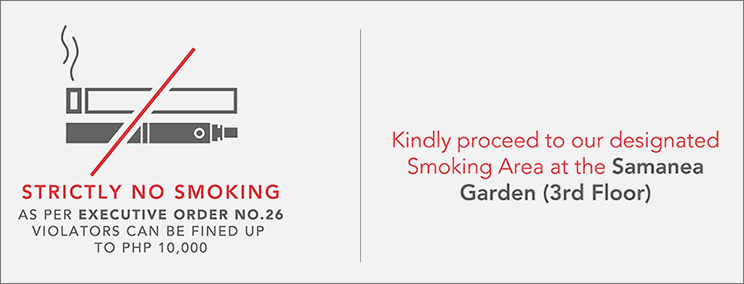 STRICTLY NO SMOKING
AS PER EXECUTIVE ORDER NO.26
VIOLATORS CAN BE FINED UP
TO PHP 10,000
Kindly proceed to our designated
Smoking Area at the Samanea
Garden (3rd Floor)